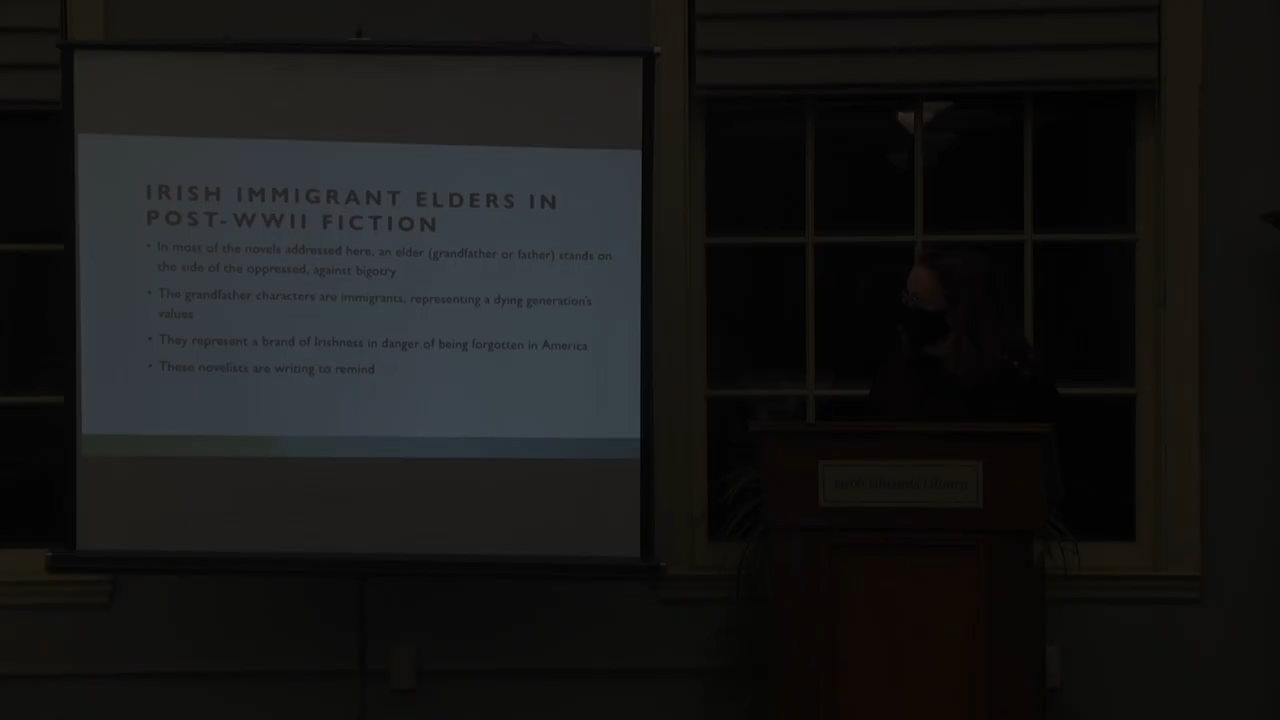 IRISH IMMIGRANT ELDERS IN
POST-WWII FICTION
• In most of the novels addressed here, an elder (grandfather or father) stands on
the side of the oppressed, against bigotry
• The grandfather characters are immigrants, representing a dying generation's
values
• They represent a brand of Irishness in danger of being forgotten in America
• These novelists are writing to remind
Library